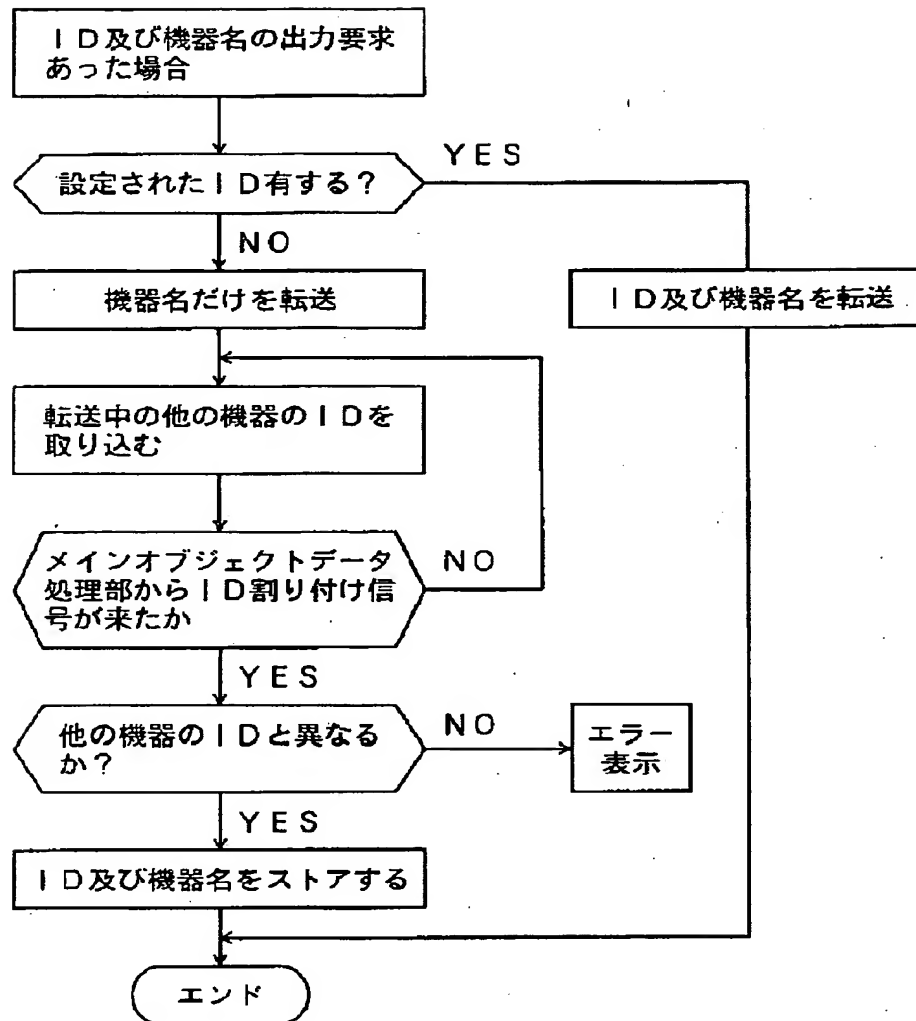 ID及び機器名の出力要求
あった場合
設定されたID有する?
YES
NO
機器名だけを転送
ID及び機器名を転送
転送中の他の機器のIDを
取り込む
メインオブジェクトデータ
処理部からID割り付け信
号が来たか
NO
YES
他の機器のIDと異なる
か?
NO
エラー
表示
YES
ID及び機器名をストアする
エンド